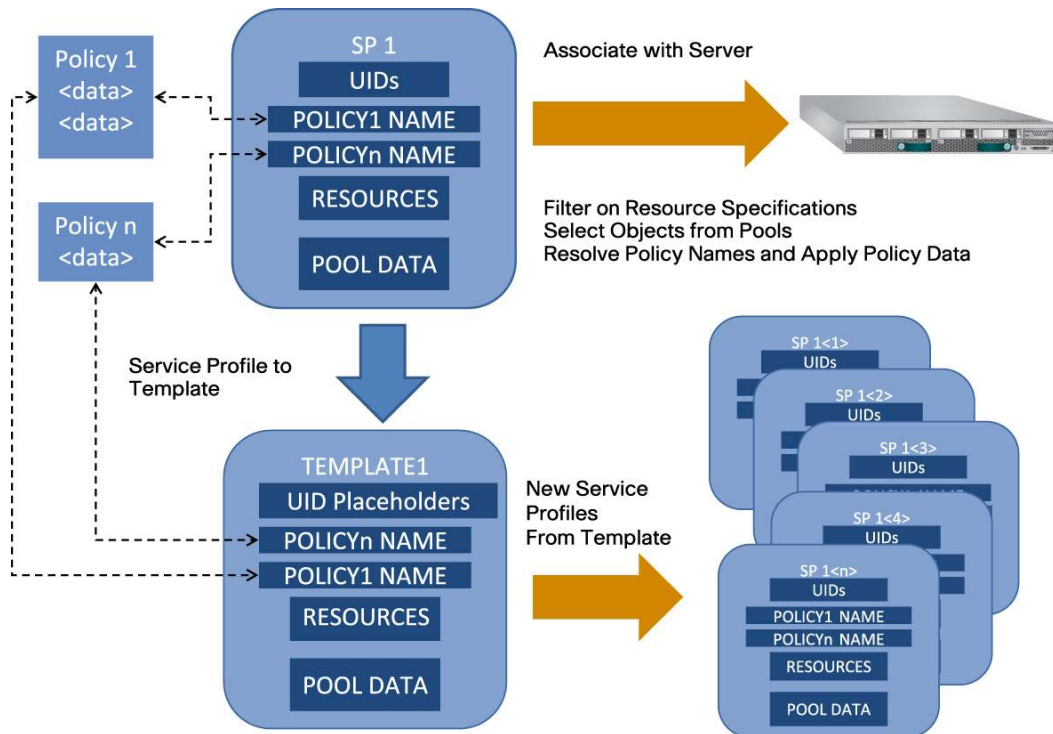 Policy 1
<data>
<data>
Policy n
<data>
SP 1
UIDs
POLICY1 NAME
POLICYn NAME
RESOURCES
POOL DATA
Associate with Server
Filter on Resource Specifications
Select Objects from Pools
Resolve Policy Names and Apply Policy Data
Service Profile to
Template
TEMPLATE1
UID Placeholders
POLICYn NAME
POLICY1 NAME
RESOURCES
POOL DATA
New Service
Profiles
From Template
SP 1<1>
UIDs
SP 1<2>
UIDs
SP 1<3>
UIDs
SP 1<4>
UIDs
SP 1<n>
UIDs
POLICY1 NAME
POLICYn NAME
RESOURCES
POOL DATA